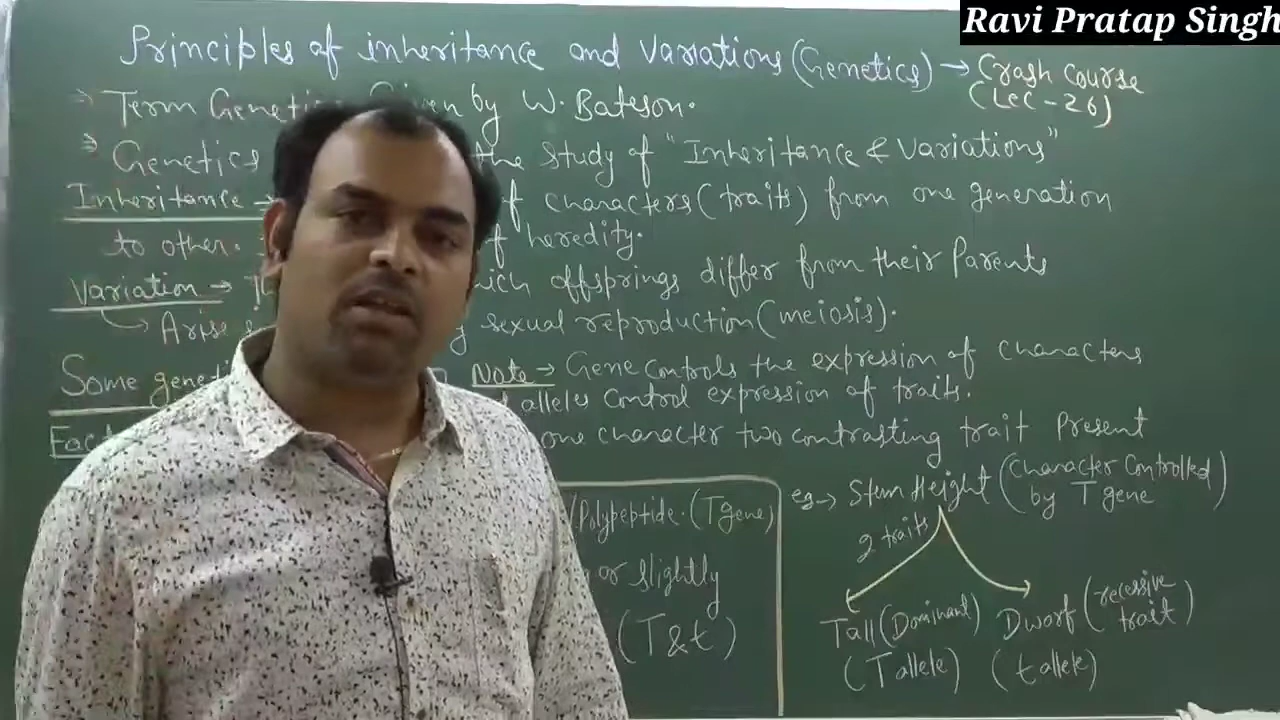 Ravi Pratap Singh
Principles of inheritance and Variations (Genetics) → Crash course
(Lec-26)
⇒ Term Geneti Given by W. Bateson.
⇒ Genetics the study of "Inheritance & Variations"
Inheritance → of characters (traits) from one generation
to other. of heredity.
Variation → which offsprings differ from their Parents
→ Arise sexual reproduction (meiosis).
Some geneti Note → Gene controls the expression of characters
alleles control expression of traits.
Fact one character two contrasting trait Present
eg → Stem Height (character controlled
by T gene)
2 traits
/Polypeptide. (T gene)
or slightly
(T & t)
Tall (Dominant) Dwarf (recessive
trait)
(T allele) (t allele)